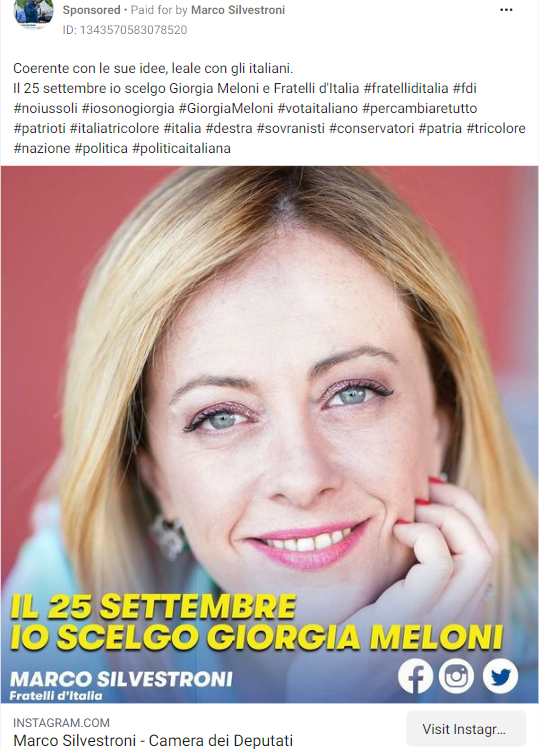 Sponsored • Paid for by Marco Silvestroni
ID: 1343570583078520
Coerente con le sue idee, leale con gli italiani.
Il 25 settembre io scelgo Giorgia Meloni e Fratelli d'Italia #fratelliditalia #fdi
#noiussoli #iosonogiorgia #GiorgiaMeloni #votaitaliano #percambiaretutto
#patrioti #italiatricolore #italia #destra #sovranisti #conservatori #patria #tricolore
#nazione #politica #politicaitaliana
IL 25 SETTEMBRE
IO SCELGO GIORGIA MELONI
MARCO SILVESTRONI
Fratelli d'Italia
INSTAGRAM.COM
Marco Silvestroni - Camera dei Deputati
Visit Instagr...